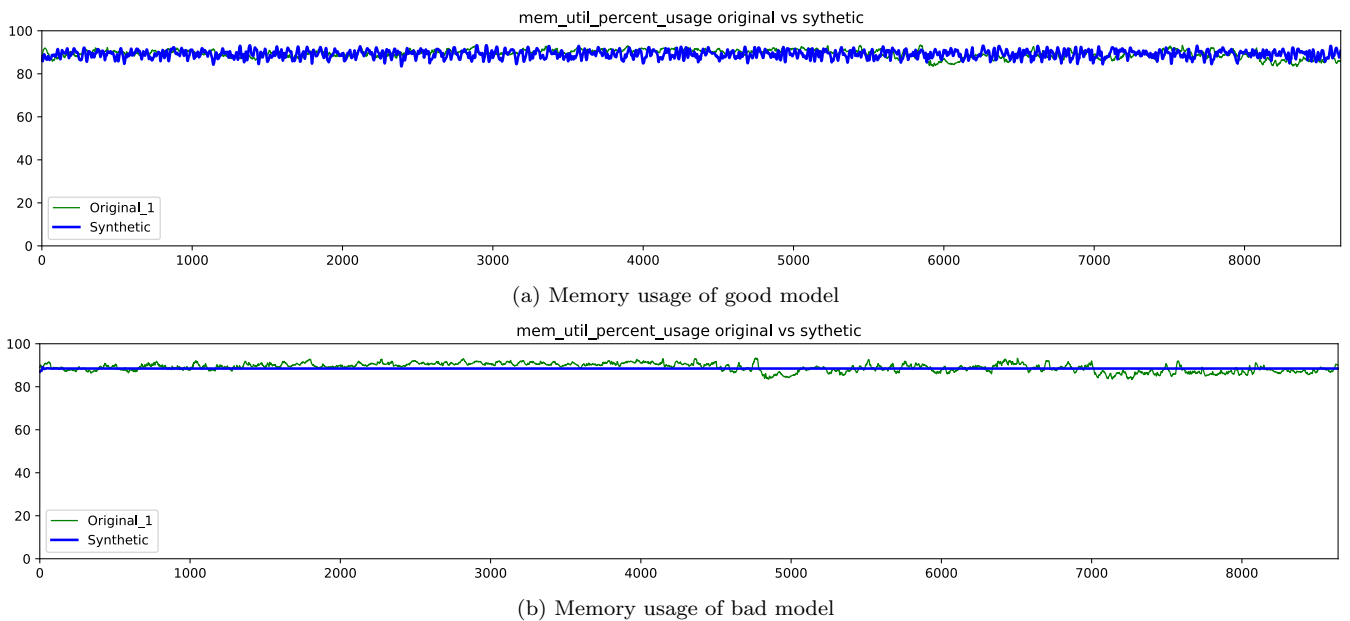 mem_util_percent_usage original vs sythetic
100
80
60
40
20
0
Original_1
Synthetic
0 1000 2000 3000 4000 5000 6000 7000 8000
(a) Memory usage of good model
mem_util_percent_usage original vs sythetic
100
80
60
40
20
0
Original_1
Synthetic
0 1000 2000 3000 4000 5000 6000 7000 8000
(b) Memory usage of bad model